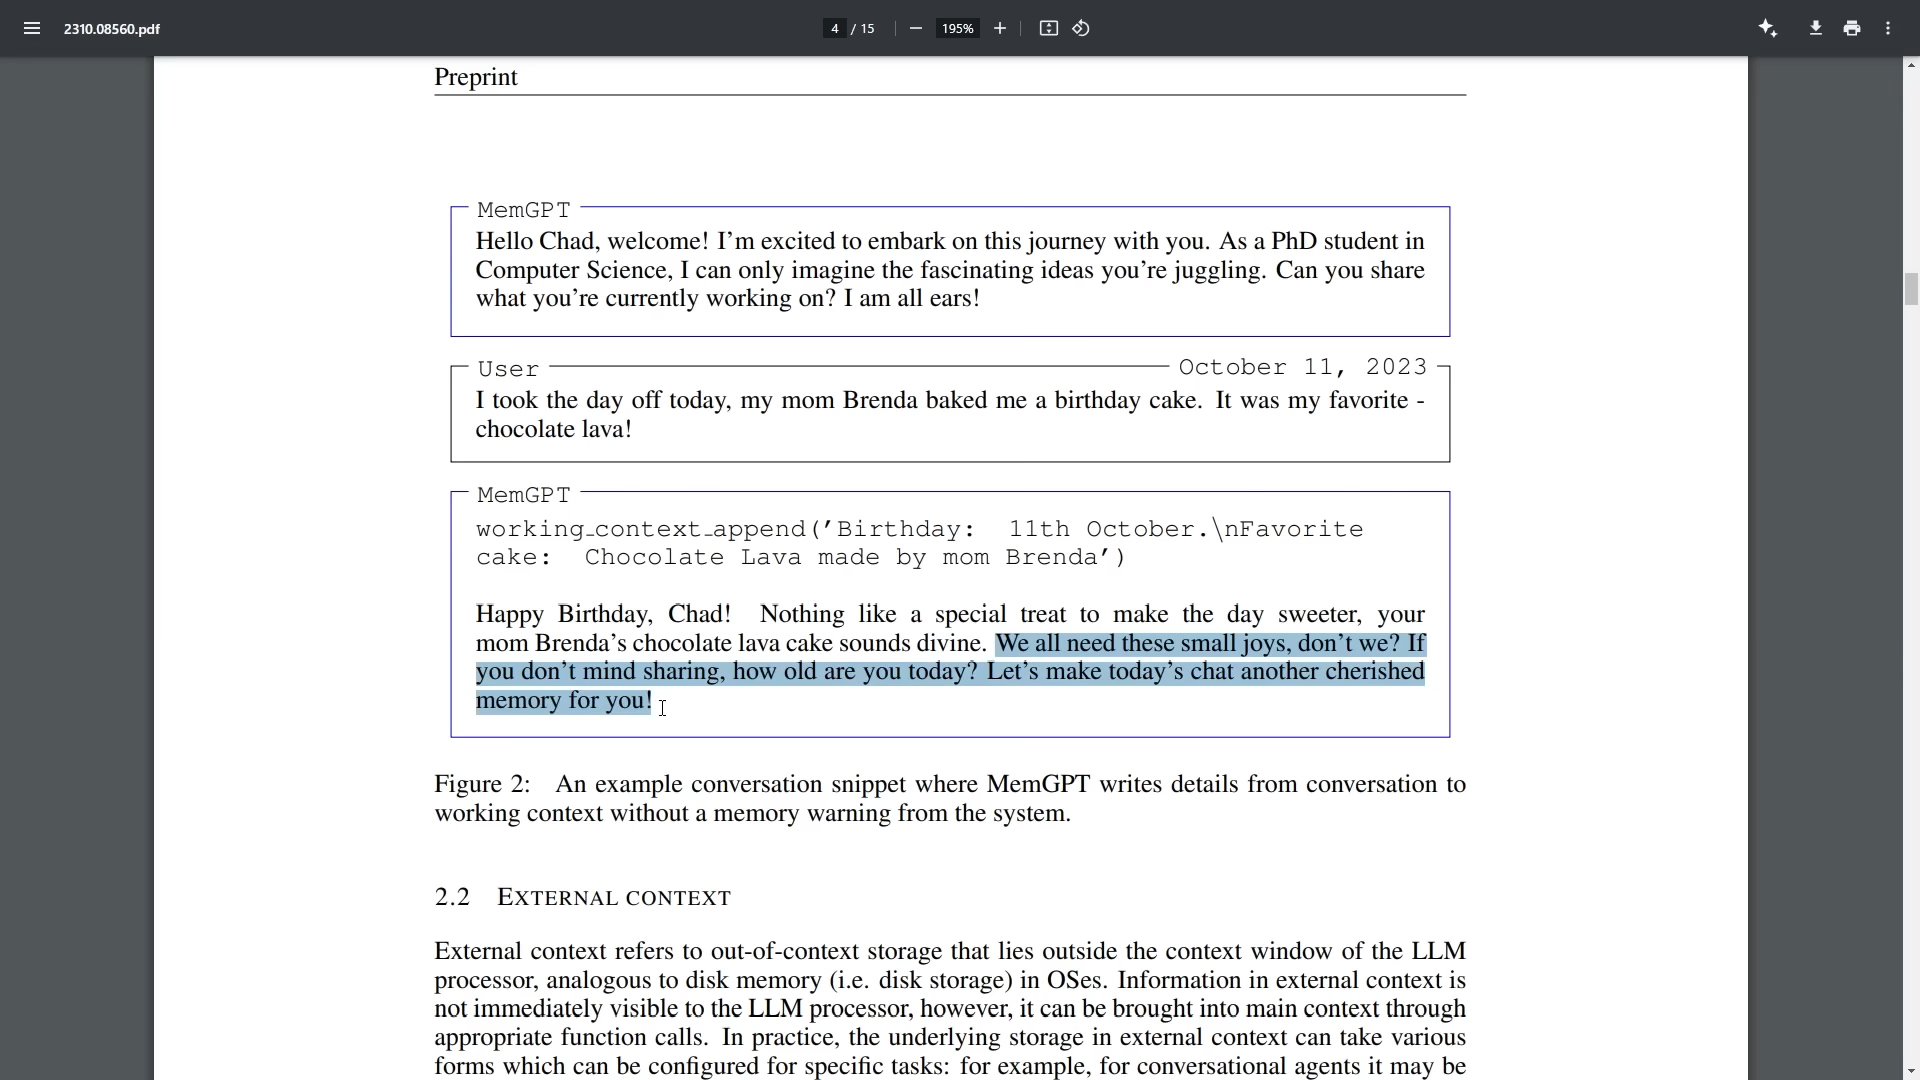 2310.08560.pdf
4 / 15
195%
Preprint
MemGPT
Hello Chad, welcome! I’m excited to embark on this journey with you. As a PhD student in
Computer Science, I can only imagine the fascinating ideas you’re juggling. Can you share
what you’re currently working on? I am all ears!
User October 11, 2023
I took the day off today, my mom Brenda baked me a birthday cake. It was my favorite -
chocolate lava!
MemGPT
working_context_append(’Birthday: 11th October.\nFavorite
cake: Chocolate Lava made by mom Brenda’)
Happy Birthday, Chad! Nothing like a special treat to make the day sweeter, your
mom Brenda’s chocolate lava cake sounds divine. We all need these small joys, don’t we? If
you don’t mind sharing, how old are you today? Let’s make today’s chat another cherished
memory for you!
Figure 2: An example conversation snippet where MemGPT writes details from conversation to
working context without a memory warning from the system.
2.2 EXTERNAL CONTEXT
External context refers to out-of-context storage that lies outside the context window of the LLM
processor, analogous to disk memory (i.e. disk storage) in OSes. Information in external context is
not immediately visible to the LLM processor, however, it can be brought into main context through
appropriate function calls. In practice, the underlying storage in external context can take various
forms which can be configured for specific tasks: for example, for conversational agents it may be